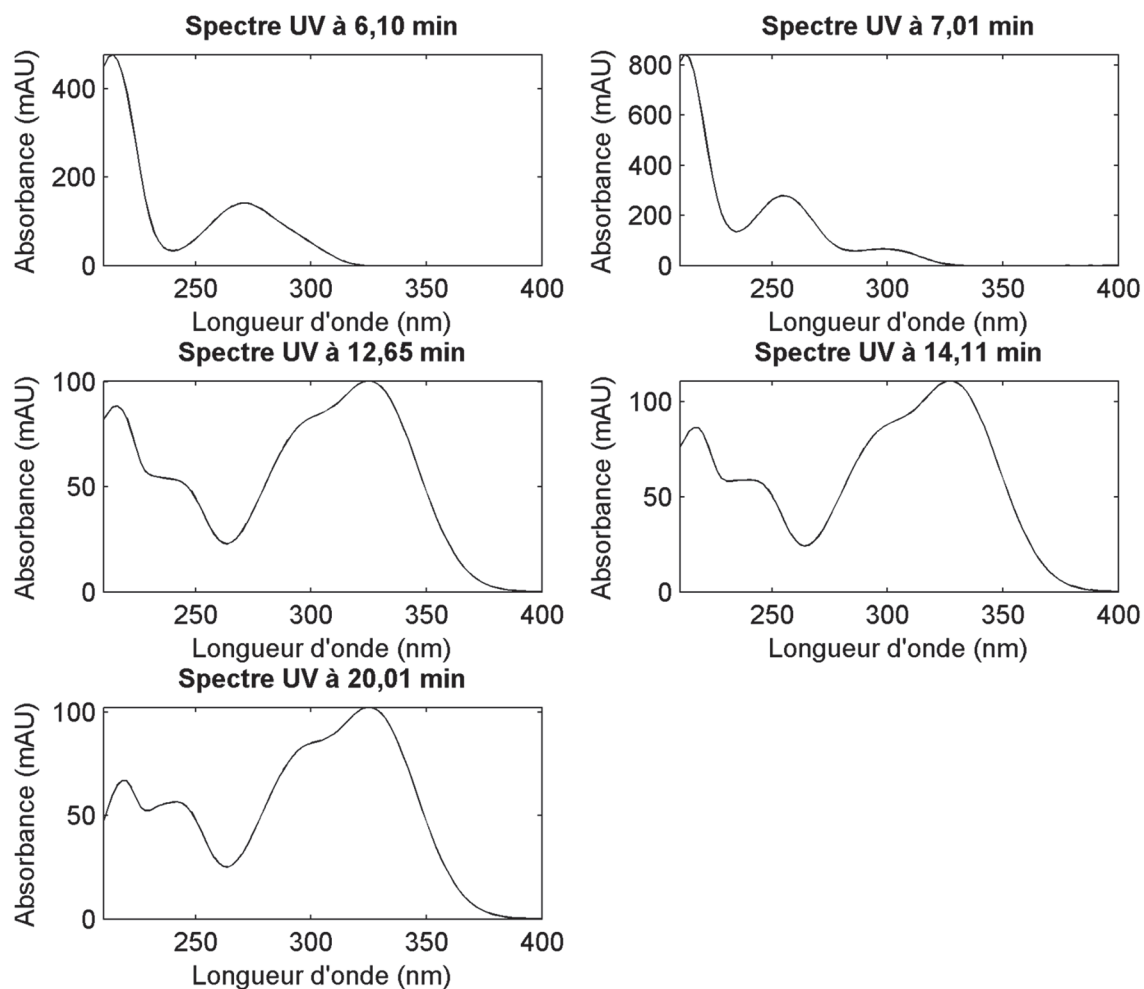 Spectre UV à 6,10 min
Absorbance (mAU)
400
200
0
250 300 350 400
Longueur d'onde (nm)
Spectre UV à 7,01 min
Absorbance (mAU)
800
600
400
200
0
250 300 350 400
Longueur d'onde (nm)
Spectre UV à 12,65 min
Absorbance (mAU)
100
50
0
250 300 350 400
Longueur d'onde (nm)
Spectre UV à 14,11 min
Absorbance (mAU)
100
50
0
250 300 350 400
Longueur d'onde (nm)
Spectre UV à 20,01 min
Absorbance (mAU)
100
50
0
250 300 350 400
Longueur d'onde (nm)